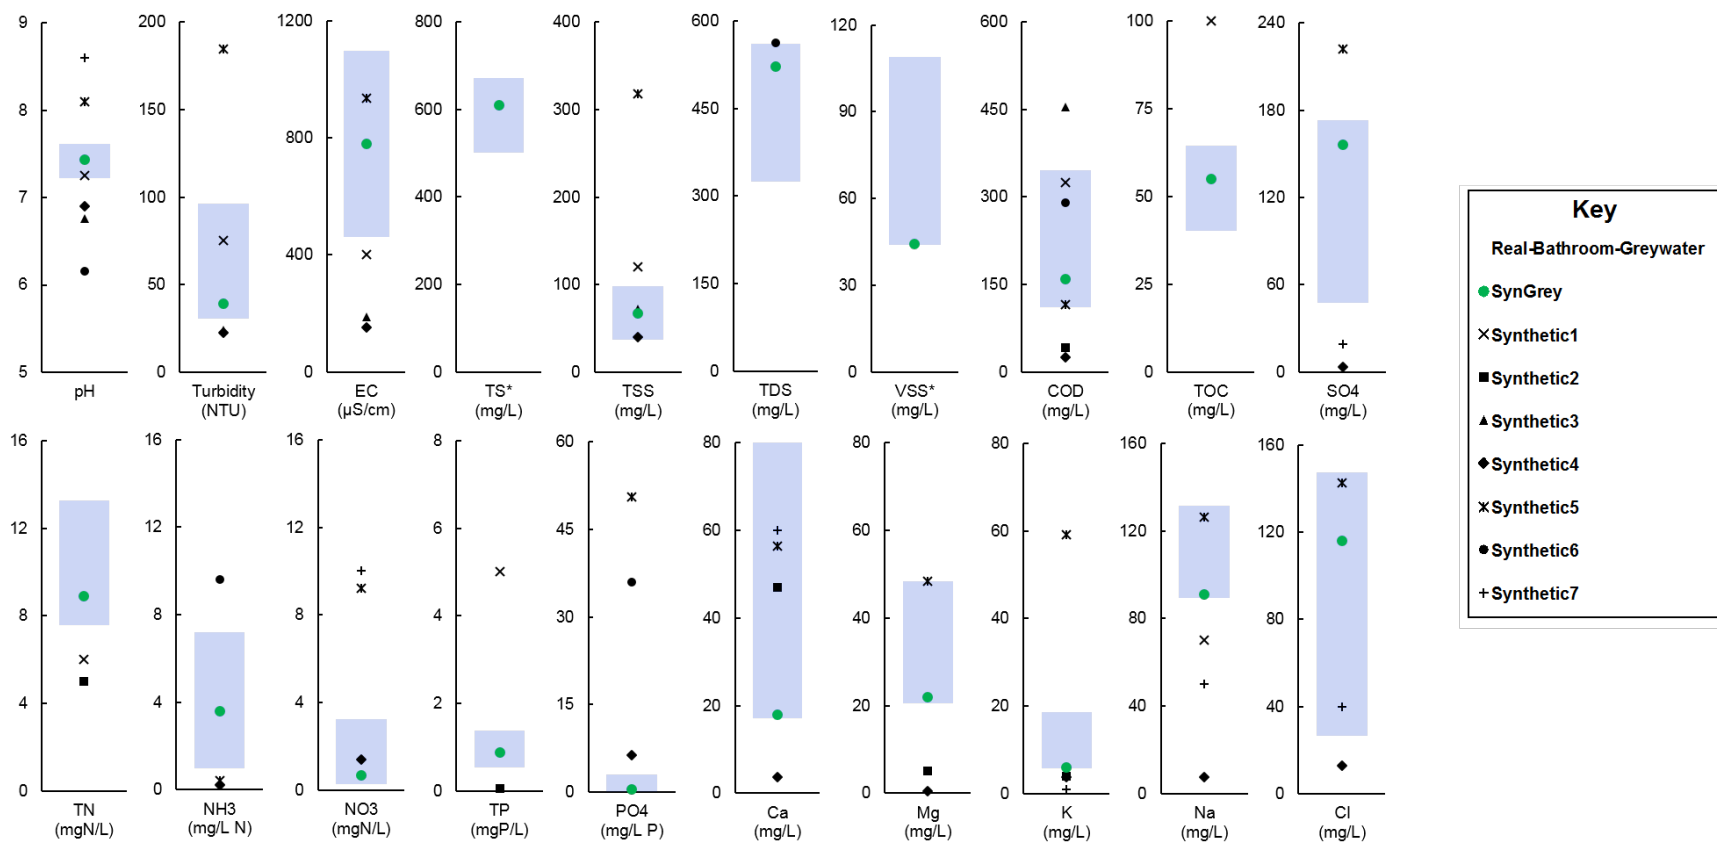 9
8
7
6
5
pH
200
150
100
50
0
Turbidity
(NTU)
1200
800
400
0
EC
(µS/cm)
800
600
400
200
0
TS*
(mg/L)
400
300
200
100
0
TSS
(mg/L)
600
450
300
150
0
TDS
(mg/L)
120
90
60
30
0
VSS*
(mg/L)
600
450
300
150
0
COD
(mg/L)
100
75
50
25
0
TOC
(mg/L)
240
180
120
60
0
SO4
(mg/L)
16
12
8
4
0
TN
(mgN/L)
16
12
8
4
0
NH3
(mg/L N)
16
12
8
4
0
NO3
(mgN/L)
8
6
4
2
0
TP
(mgP/L)
60
45
30
15
0
PO4
(mg/L P)
80
60
40
20
0
Ca
(mg/L)
80
60
40
20
0
Mg
(mg/L)
80
60
40
20
0
K
(mg/L)
160
120
80
40
0
Na
(mg/L)
160
120
80
40
0
Cl
(mg/L)
Key
Real-Bathroom-Greywater
SynGrey
Synthetic1
Synthetic2
Synthetic3
Synthetic4
Synthetic5
Synthetic6
Synthetic7